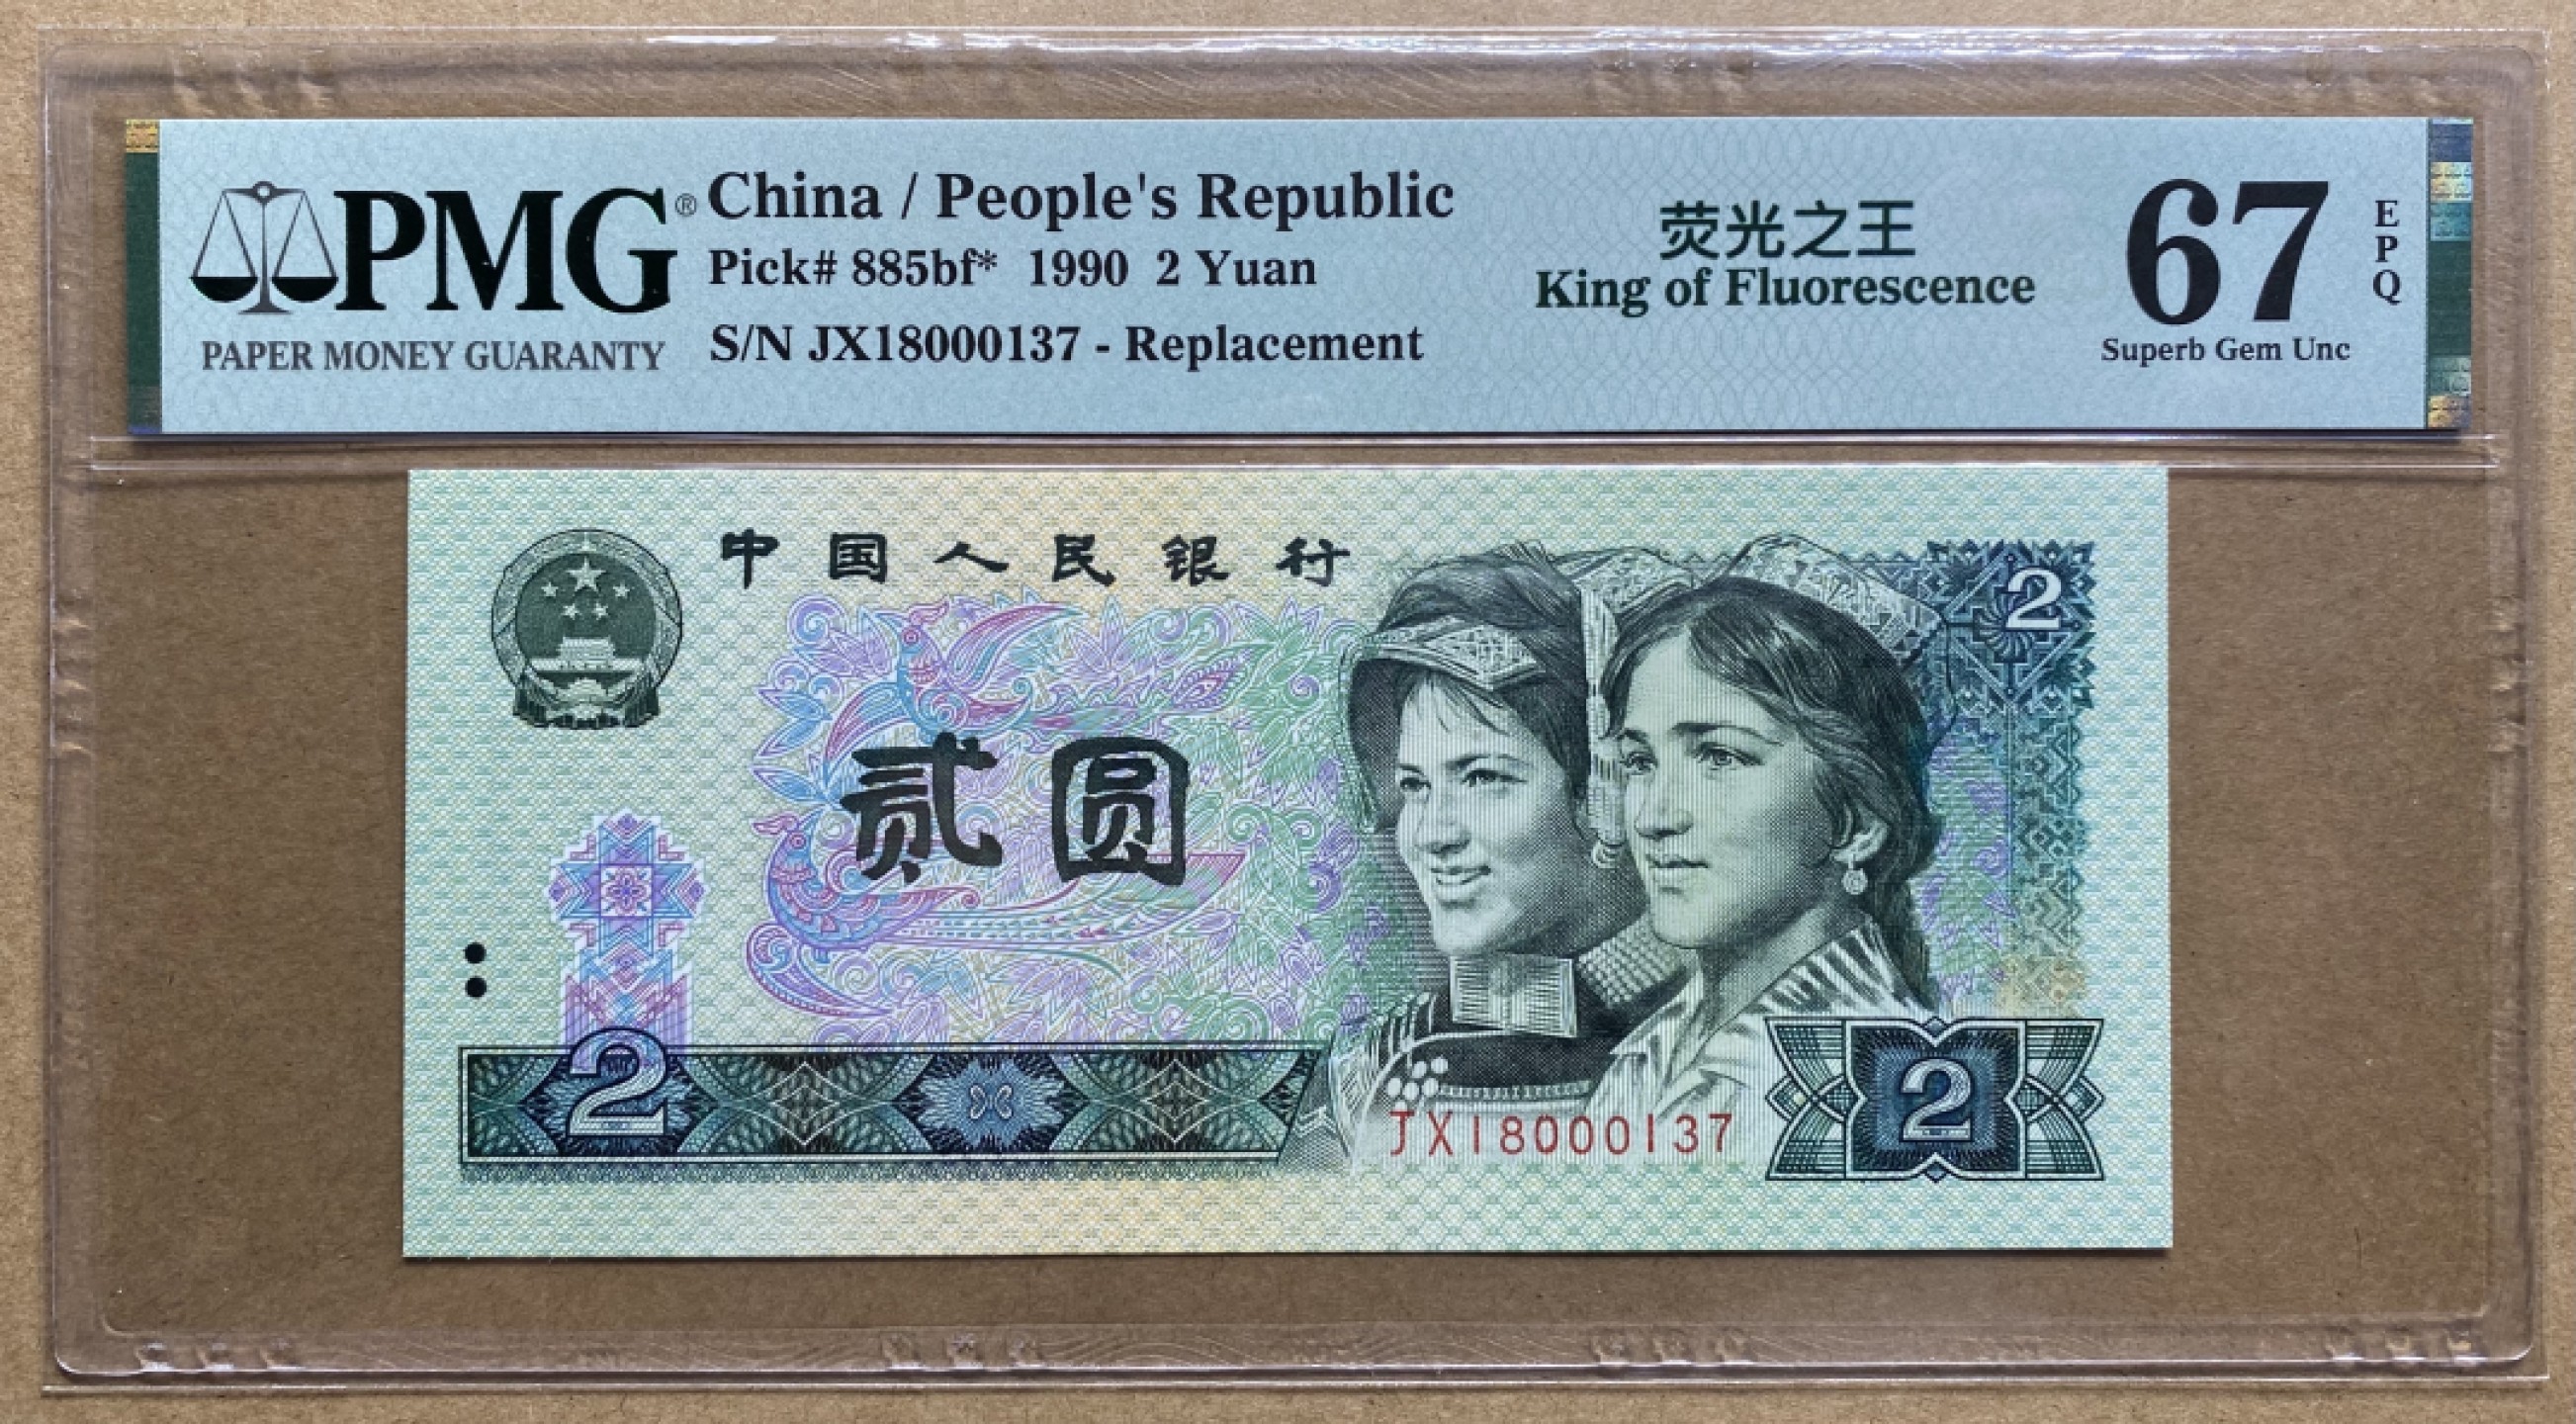 PMG®
PAPER MONEY GUARANTY
China / People's Republic
Pick# 885bf* 1990 2 Yuan
S/N JX18000137 - Replacement
荧光之王
King of Fluorescence
67
EPQ
Superb Gem Unc
中国人民银行
2
贰圆
2
JX18000137
2